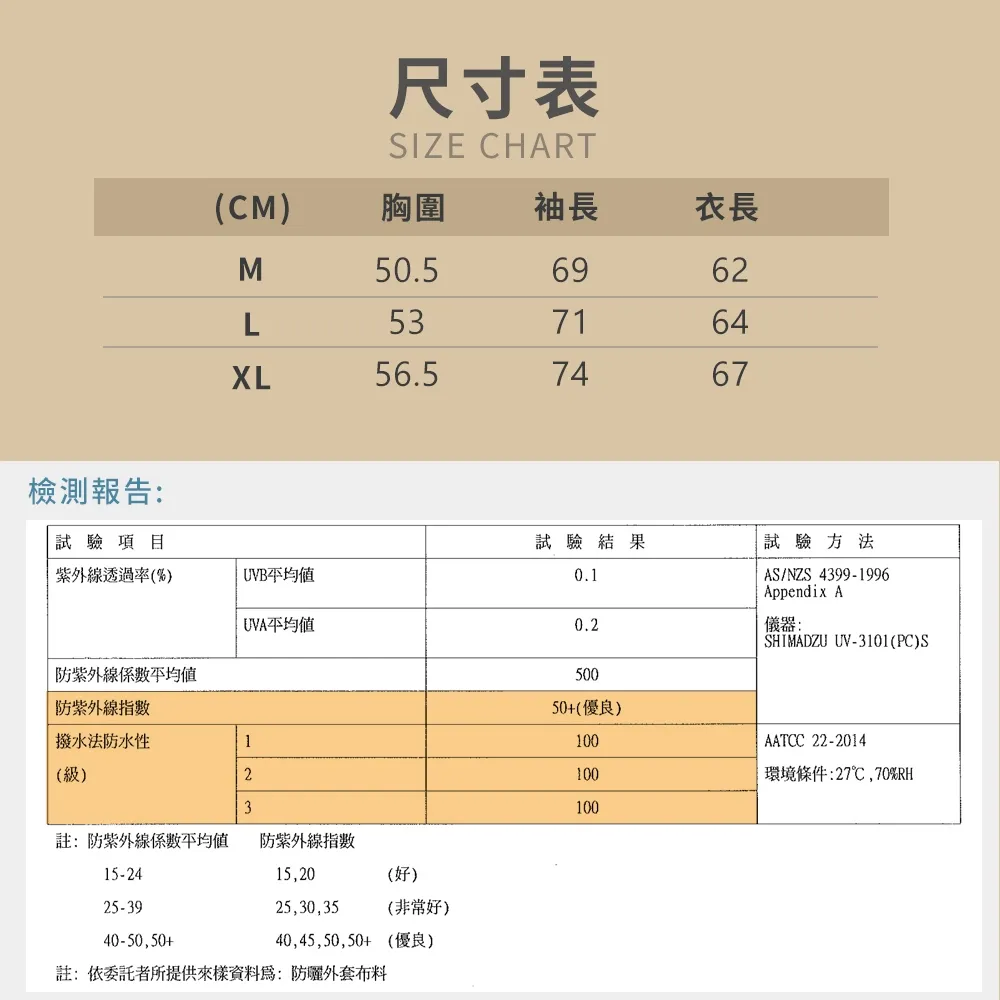 尺寸表
SIZE CHART
(CM) 胸圍 袖長 衣長
M 50.5 69 62
L 53 71 64
XL 56.5 74 67
檢測報告:
試驗項目 試驗結果 試驗方法
紫外線透過率(%) UVB平均値 0.1 AS/NZS 4399-1996
Appendix A
UVA平均値 0.2 儀器:
SHIMADZU UV-3101(PC)S
防紫外線係數平均値 500
防紫外線指數 50+(優良)
撥水法防水性 1 100 AATCC 22-2014
(級) 2 100 環境條件:27℃,70%RH
3 100
註: 防紫外線係數平均値 防紫外線指數
15-24 15,20 (好)
25-39 25,30,35 (非常好)
40-50,50+ 40,45,50,50+ (優良)
註: 依委託者所提供來樣資料爲: 防曬外套布料